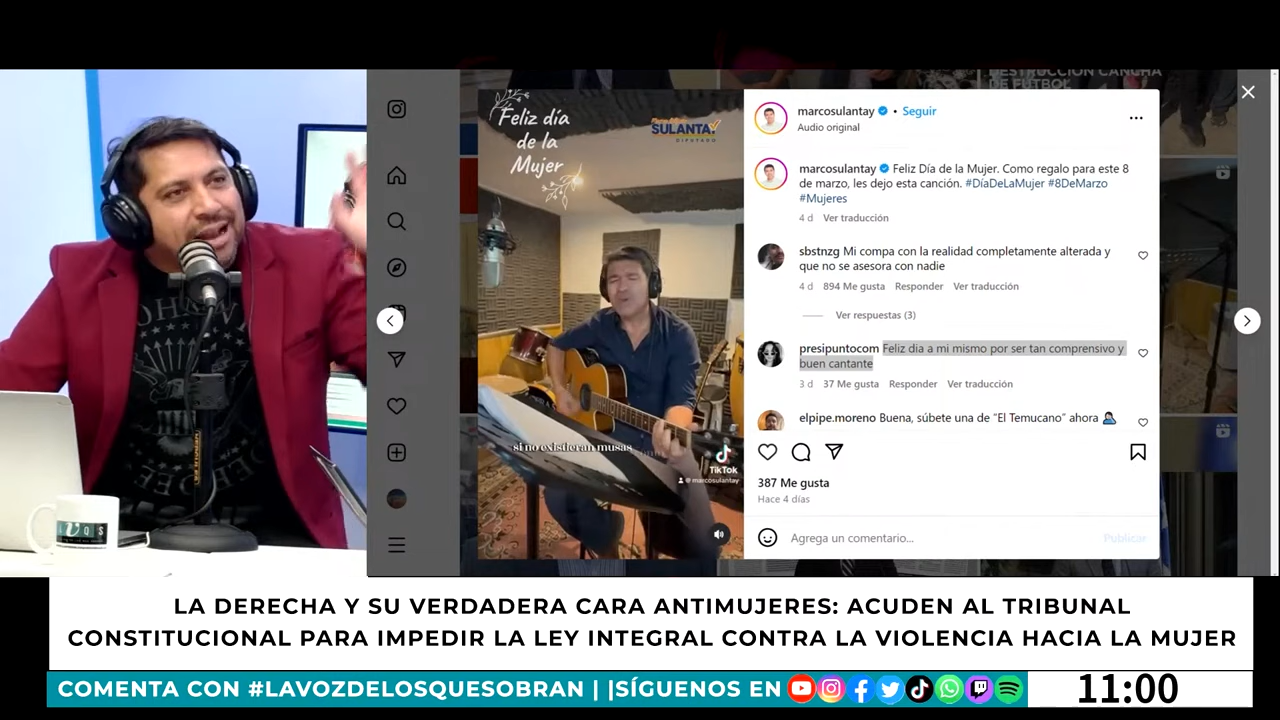 DESTRUCCIÓN CANCHA
DE FÚTBOL
Feliz día
de la
Mujer
SULANTAY
DIPUTADO
si no existieran musas
TikTok
@marcosulantay
marcosulantay • Seguir
Audio original
marcosulantay Feliz Día de la Mujer. Como regalo para este 8
de marzo, les dejo esta canción. #DíaDeLaMujer #8DeMarzo
#Mujeres
4 d Ver traducción
sbstnzg Mi compa con la realidad completamente alterada y
que no se asesora con nadie
4 d 894 Me gusta Responder Ver traducción
Ver respuestas (3)
presipuntocom Feliz dia a mi mismo por ser tan comprensivo y
buen cantante
3 d 37 Me gusta Responder Ver traducción
elpipe.moreno Buena, súbete una de “El Temucano” ahora
387 Me gusta
Hace 4 días
Agrega un comentario...
Publicar
LA DERECHA Y SU VERDADERA CARA ANTIMUJERES: ACUDEN AL TRIBUNAL
CONSTITUCIONAL PARA IMPEDIR LA LEY INTEGRAL CONTRA LA VIOLENCIA HACIA LA MUJER
COMENTA CON #LAVOZDELOSQUESOBRAN | |SÍGUENOS EN
11:00